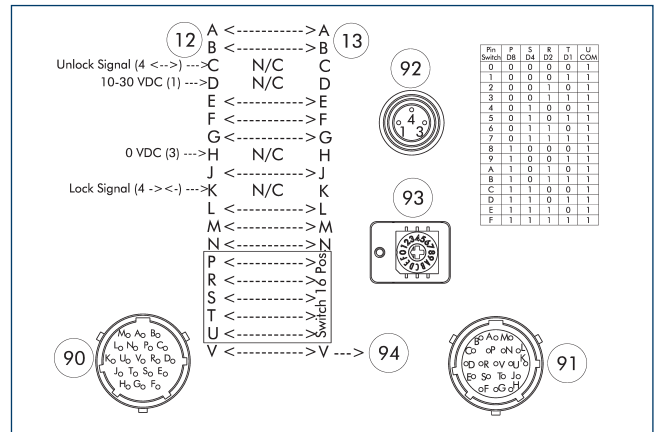 12 A <----------->A 13
B <----------->B
Unlock Signal (4 <-->) --->C N/C C
10-30 VDC (1) --->D N/C D
E <----------->E
F <----------->F
G <----------->G
0 VDC (3) --->H N/C H
J <----------->J
Lock Signal (4 -><-) --->K N/C K
L <----------->L
M<----------->M
N<----------->N
P <----------->
R <----------->
S <----------->
T <----------->
U <----------->
Switch 16 Pos.
V <----------->V ---> 94
92
4
1 3
93
0123456789ABCDEF
Pin P S R T U
Switch D8 D4 D2 D1 COM
0 0 0 0 0 1
1 0 0 0 1 1
2 0 0 1 0 1
3 0 0 1 1 1
4 0 1 0 0 1
5 0 1 0 1 1
6 0 1 1 0 1
7 0 1 1 1 1
8 1 0 0 0 1
9 1 0 0 1 1
A 1 0 1 0 1
B 1 0 1 1 1
C 1 1 0 0 1
D 1 1 0 1 1
E 1 1 1 0 1
F 1 1 1 1 1
90
M A B
L N P C
K U V R D
J T S E
H G F
91
B A M
C P N L
D R V U K
E S T J
F G H